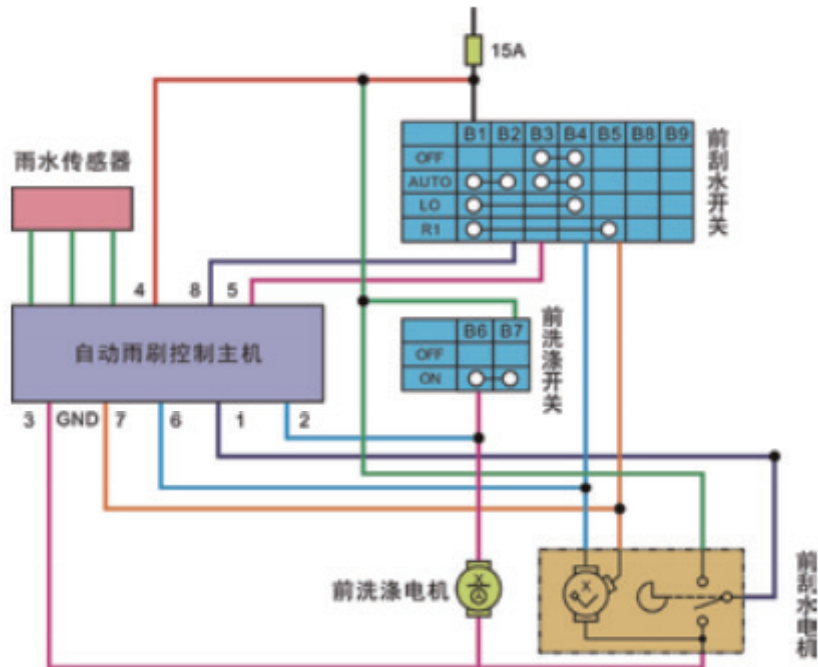 15A
B1 B2 B3 B4 B5 B8 B9
OFF
AUTO
LO
R1
前刮水开关
雨水传感器
4 8 5
自动雨刷控制主机
B6 B7
OFF
ON
前洗涤开关
3 GND 7 6 1 2
前洗涤电机
X
X
前刮水电机